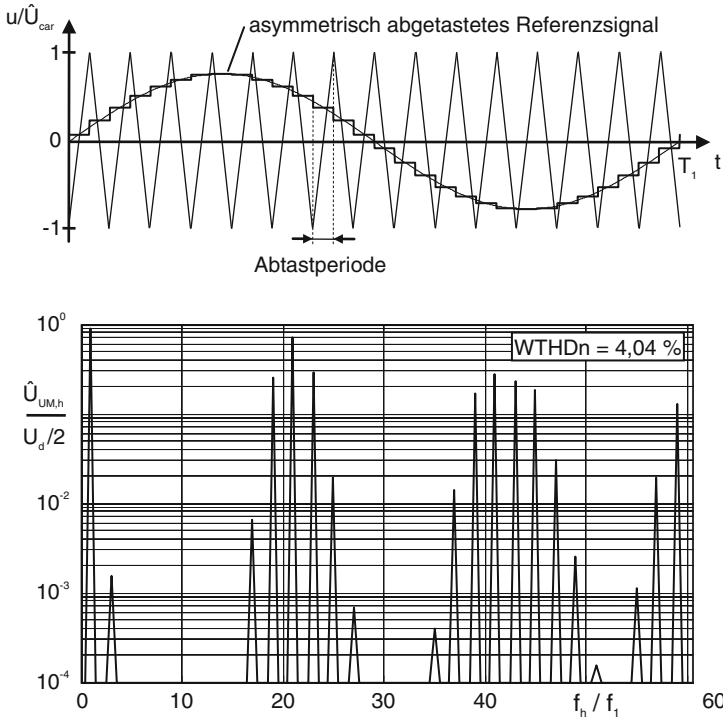 u/Û_car
asymmetrisch abgetastetes Referenzsignal
1
0
-1
T_1 t
Abtastperiode
10^0
WTHDn = 4,04 %
Û_UM,h
U_d/2
10^-2
10^-3
10^-4
0 10 20 30 40 f_h / f_1 60